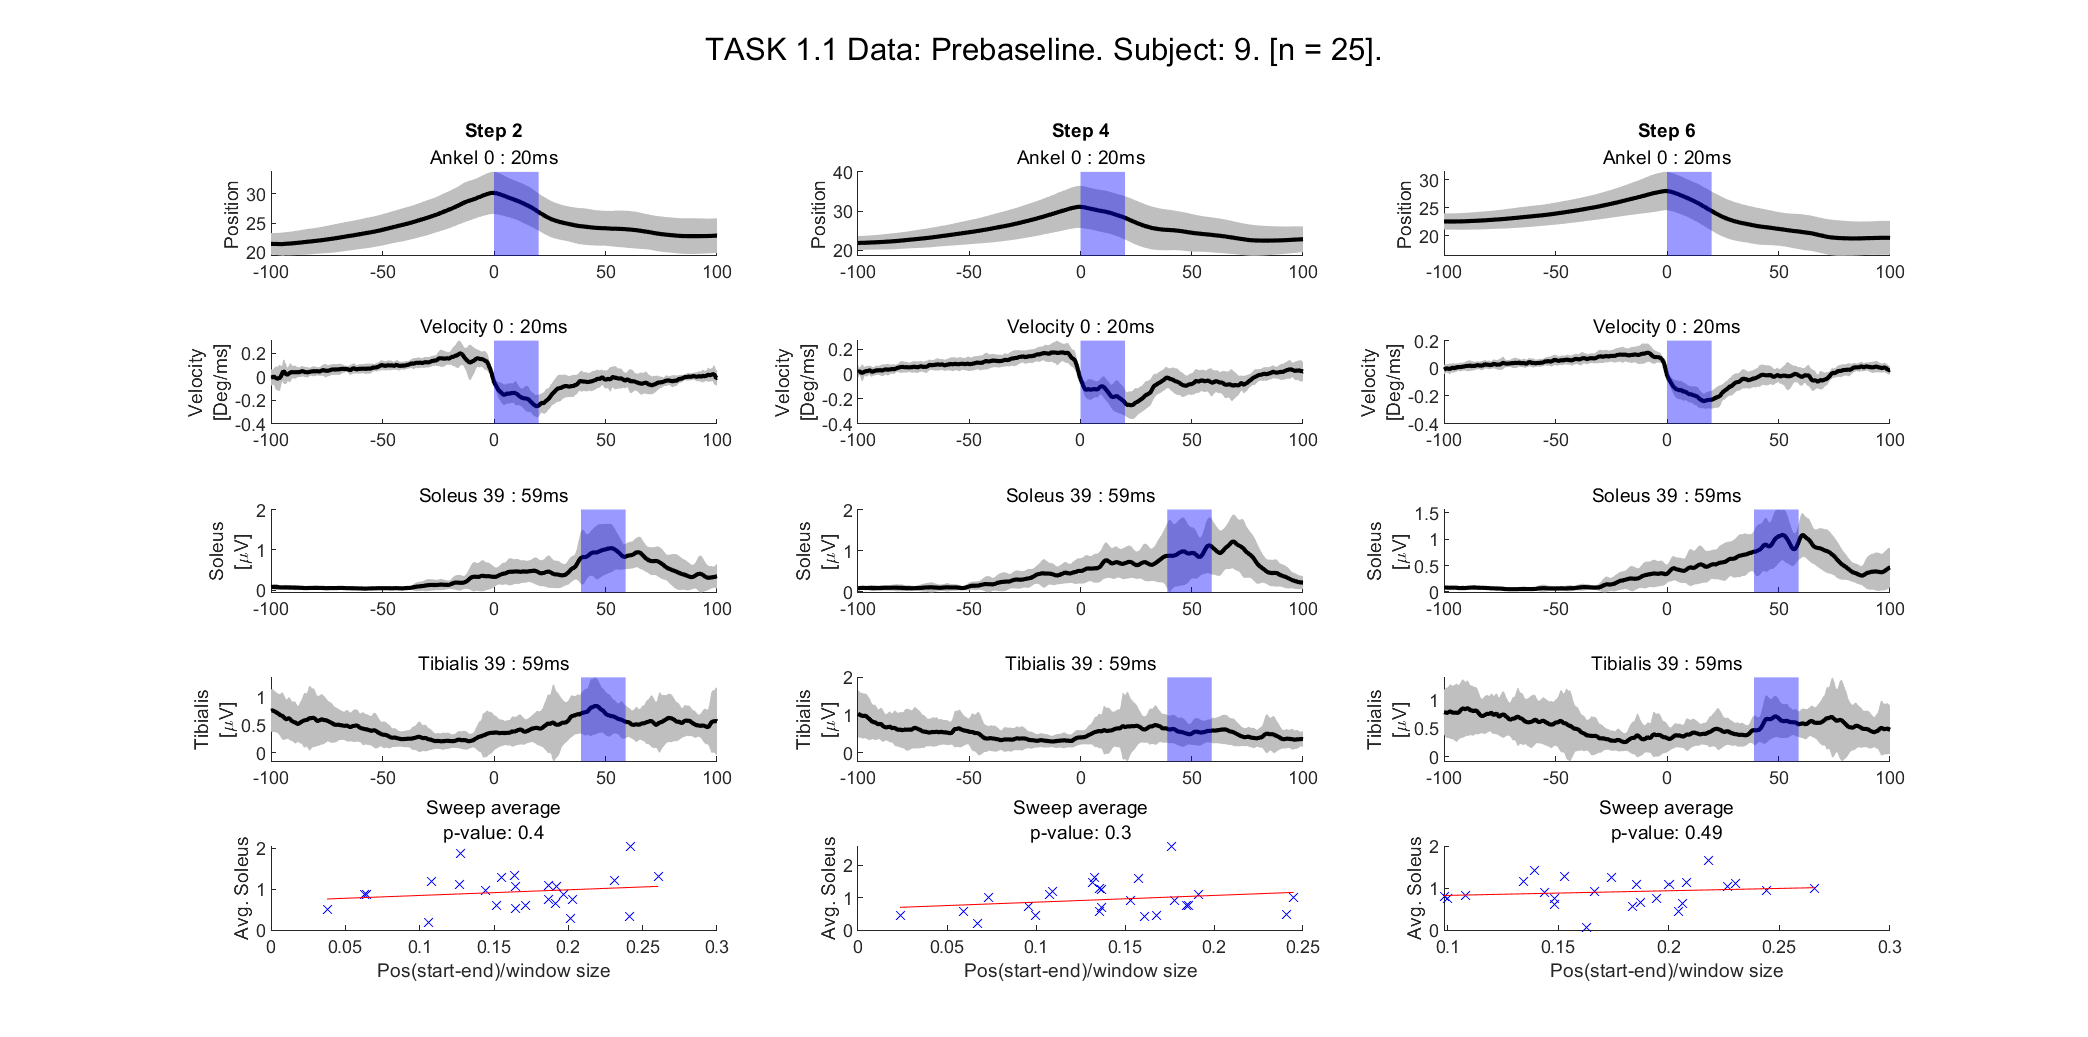 TASK 1.1 Data: Prebaseline. Subject: 9. [n = 25].
Step 2
Ankel 0 : 20ms
Position
30
25
20
-100 -50 0 50 100
Velocity 0 : 20ms
Velocity
[Deg/ms]
0.2
0
-0.2
-0.4
-100 -50 0 50 100
Soleus 39 : 59ms
Soleus
[μV]
2
1
0
-100 -50 0 50 100
Tibialis 39 : 59ms
Tibialis
[μV]
1
0.5
0
-100 -50 0 50 100
Sweep average
p-value: 0.4
Avg. Soleus
2
1
0
0 0.05 0.1 0.15 0.2 0.25 0.3
Pos(start-end)/window size
Step 4
Ankel 0 : 20ms
Position
40
30
20
-100 -50 0 50 100
Velocity 0 : 20ms
Velocity
[Deg/ms]
0.2
0
-0.2
-0.4
-100 -50 0 50 100
Soleus 39 : 59ms
Soleus
[μV]
2
1
0
-100 -50 0 50 100
Tibialis 39 : 59ms
Tibialis
[μV]
2
1
0
-100 -50 0 50 100
Sweep average
p-value: 0.3
Avg. Soleus
2
1
0
0 0.05 0.1 0.15 0.2 0.25
Pos(start-end)/window size
Step 6
Ankel 0 : 20ms
Position
30
25
20
-100 -50 0 50 100
Velocity 0 : 20ms
Velocity
[Deg/ms]
0.2
0
-0.2
-0.4
-100 -50 0 50 100
Soleus 39 : 59ms
Soleus
[μV]
1.5
1
0.5
0
-100 -50 0 50 100
Tibialis 39 : 59ms
Tibialis
[μV]
1
0.5
0
-100 -50 0 50 100
Sweep average
p-value: 0.49
Avg. Soleus
2
1
0
0.1 0.15 0.2 0.25 0.3
Pos(start-end)/window size